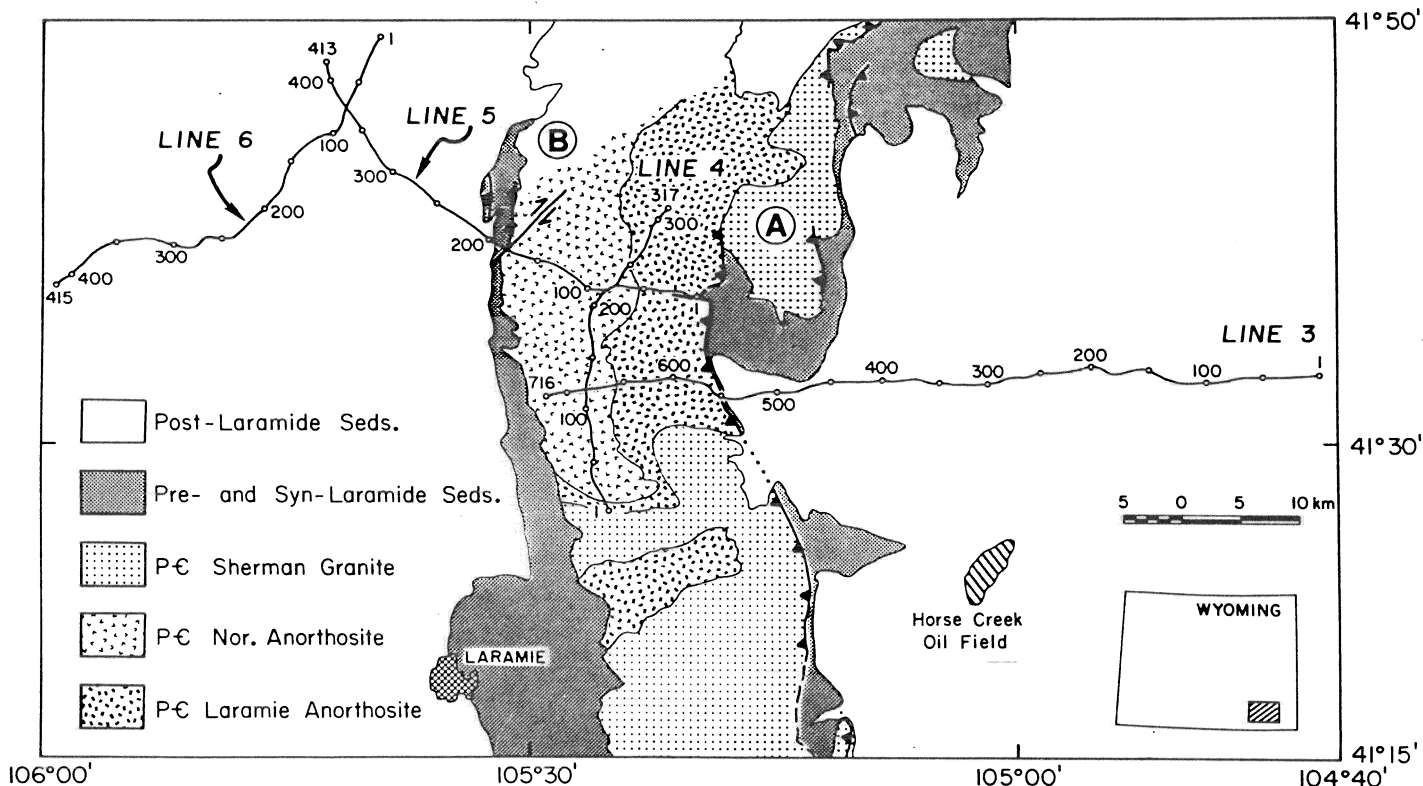 41°50'
413
1
400
LINE 5
B
LINE 6
100
LINE 4
300
317
300
A
200
200
300
400
415
100
200
1
LINE 3
716
600
400
300
200
100
1
500
100
Post-Laramide Seds.
41°30'
Pre- and Syn-Laramide Seds.
1
5 0 5 10 km
P-Є Sherman Granite
Horse Creek
Oil Field
WYOMING
P-Є Nor. Anorthosite
LARAMIE
P-Є Laramie Anorthosite
41°15'
106°00'
105°30'
105°00'
104°40'